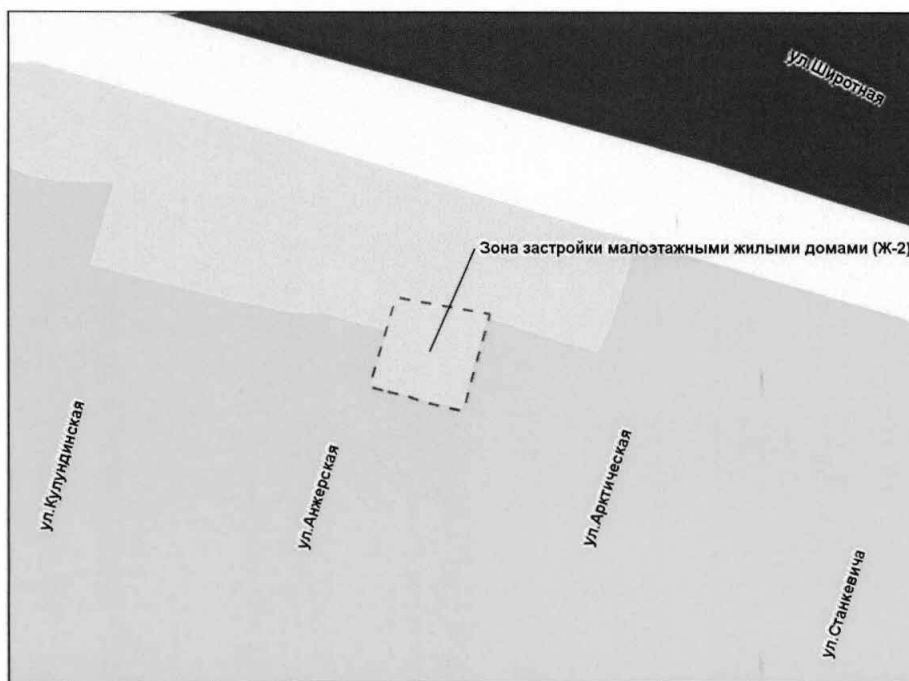 ул.Широтная
Зона застройки малоэтажными жилыми домами (Ж-2)
ул.Кулундинская
ул.Анжерская
ул.Арктическая
ул.Станкевича